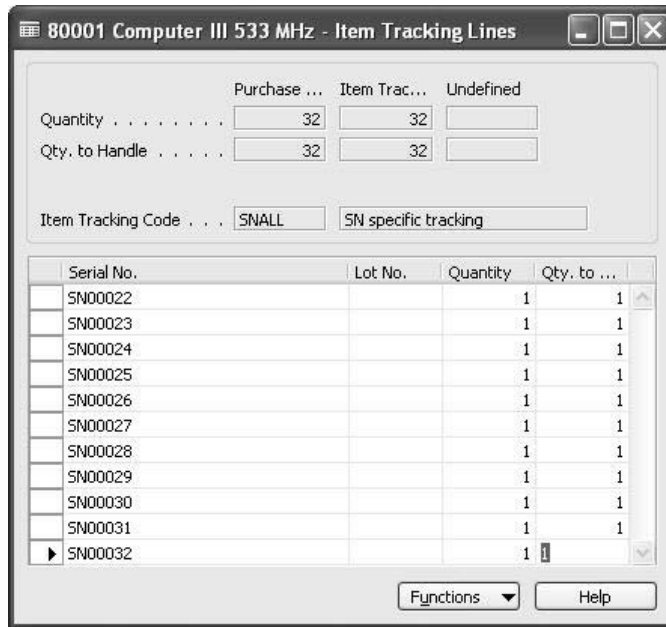 80001 Computer III 533 MHz - Item Tracking Lines
Purchase ... Item Trac... Undefined
Quantity . . . . . . . . 32 32
Qty. to Handle . . . . . 32 32
Item Tracking Code . . . SNALL SN specific tracking
Serial No. Lot No. Quantity Qty. to ...
SN00022 1 1
SN00023 1 1
SN00024 1 1
SN00025 1 1
SN00026 1 1
SN00027 1 1
SN00028 1 1
SN00029 1 1
SN00030 1 1
SN00031 1 1
SN00032 1 1
Functions Help